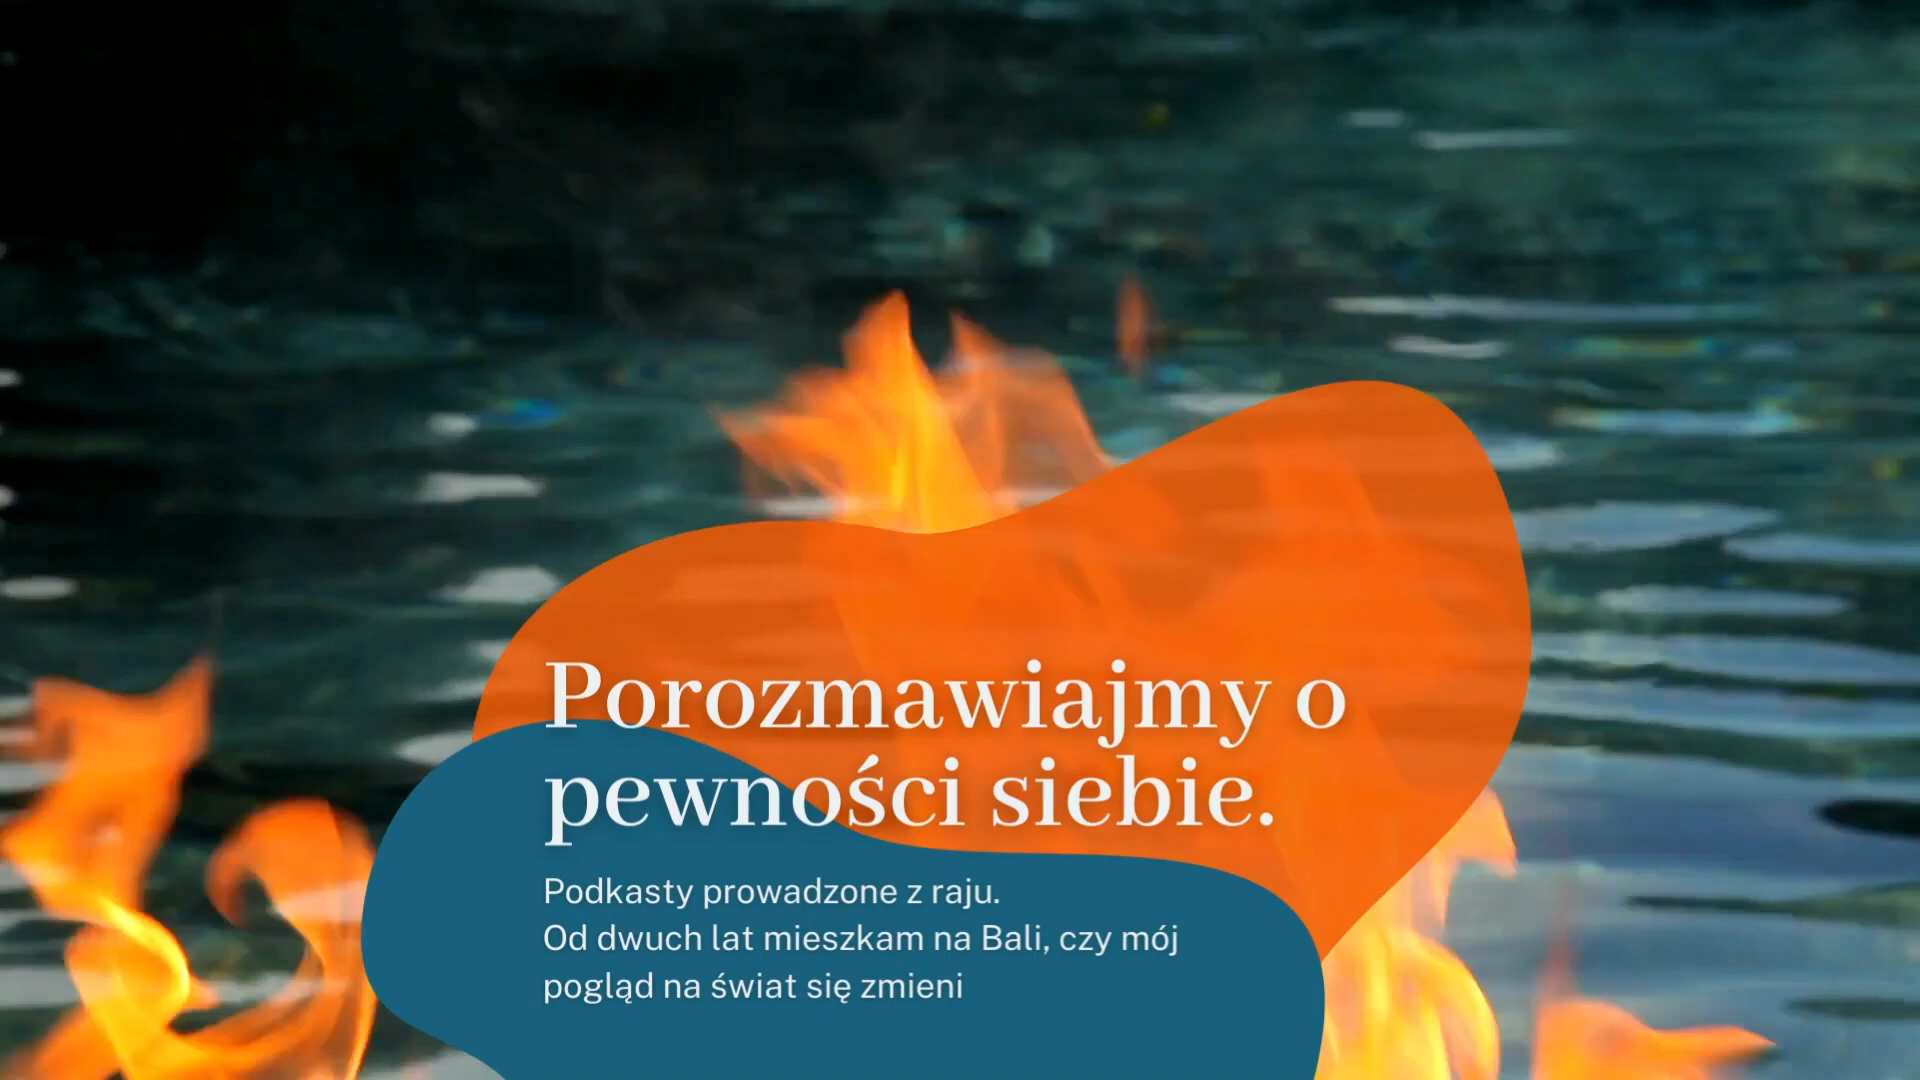 Porozmawiajmy o
pewności siebie.
Podkasty prowadzone z raju.
Od dwuch lat mieszkam na Bali, czy mój
pogląd na świat się zmieni